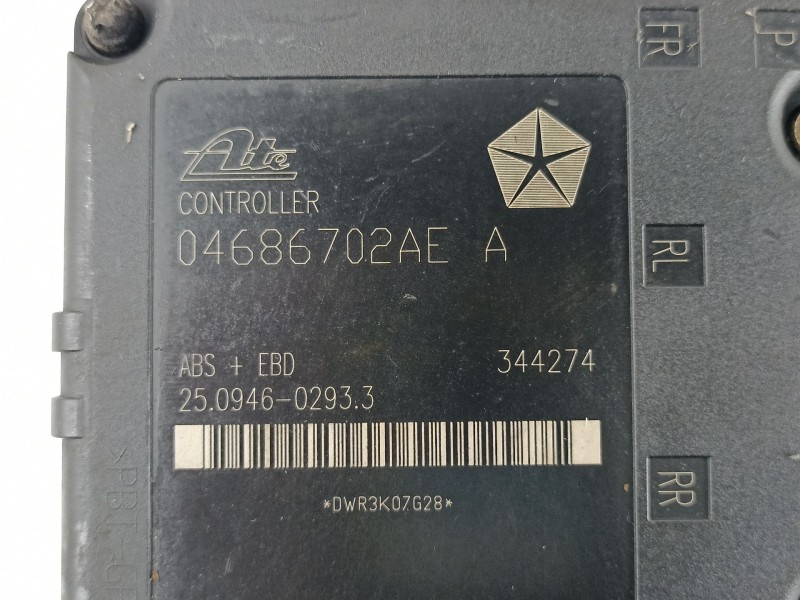 Ate
CONTROLLER
04686702AE A
ABS + EBD 344274
25.0946-0293.3
*DWR3K07G28*
FR
P
RL
RR